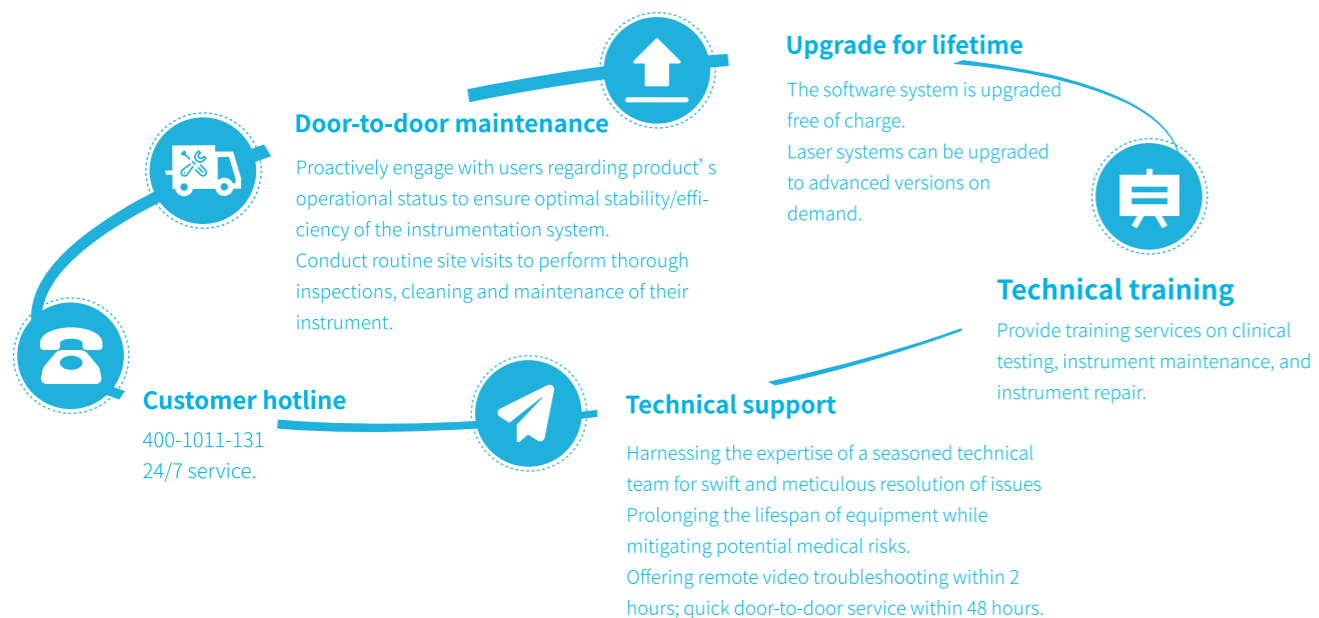 Upgrade for lifetime
The software system is upgraded
free of charge.
Laser systems can be upgraded
to advanced versions on
demand.
Door-to-door maintenance
Proactively engage with users regarding product’s
operational status to ensure optimal stability/effi-
ciency of the instrumentation system.
Conduct routine site visits to perform thorough
inspections, cleaning and maintenance of their
instrument.
Technical training
Provide training services on clinical
testing, instrument maintenance, and
instrument repair.
Customer hotline
400-1011-131
24/7 service.
Technical support
Harnessing the expertise of a seasoned technical
team for swift and meticulous resolution of issues
Prolonging the lifespan of equipment while
mitigating potential medical risks.
Offering remote video troubleshooting within 2
hours; quick door-to-door service within 48 hours.